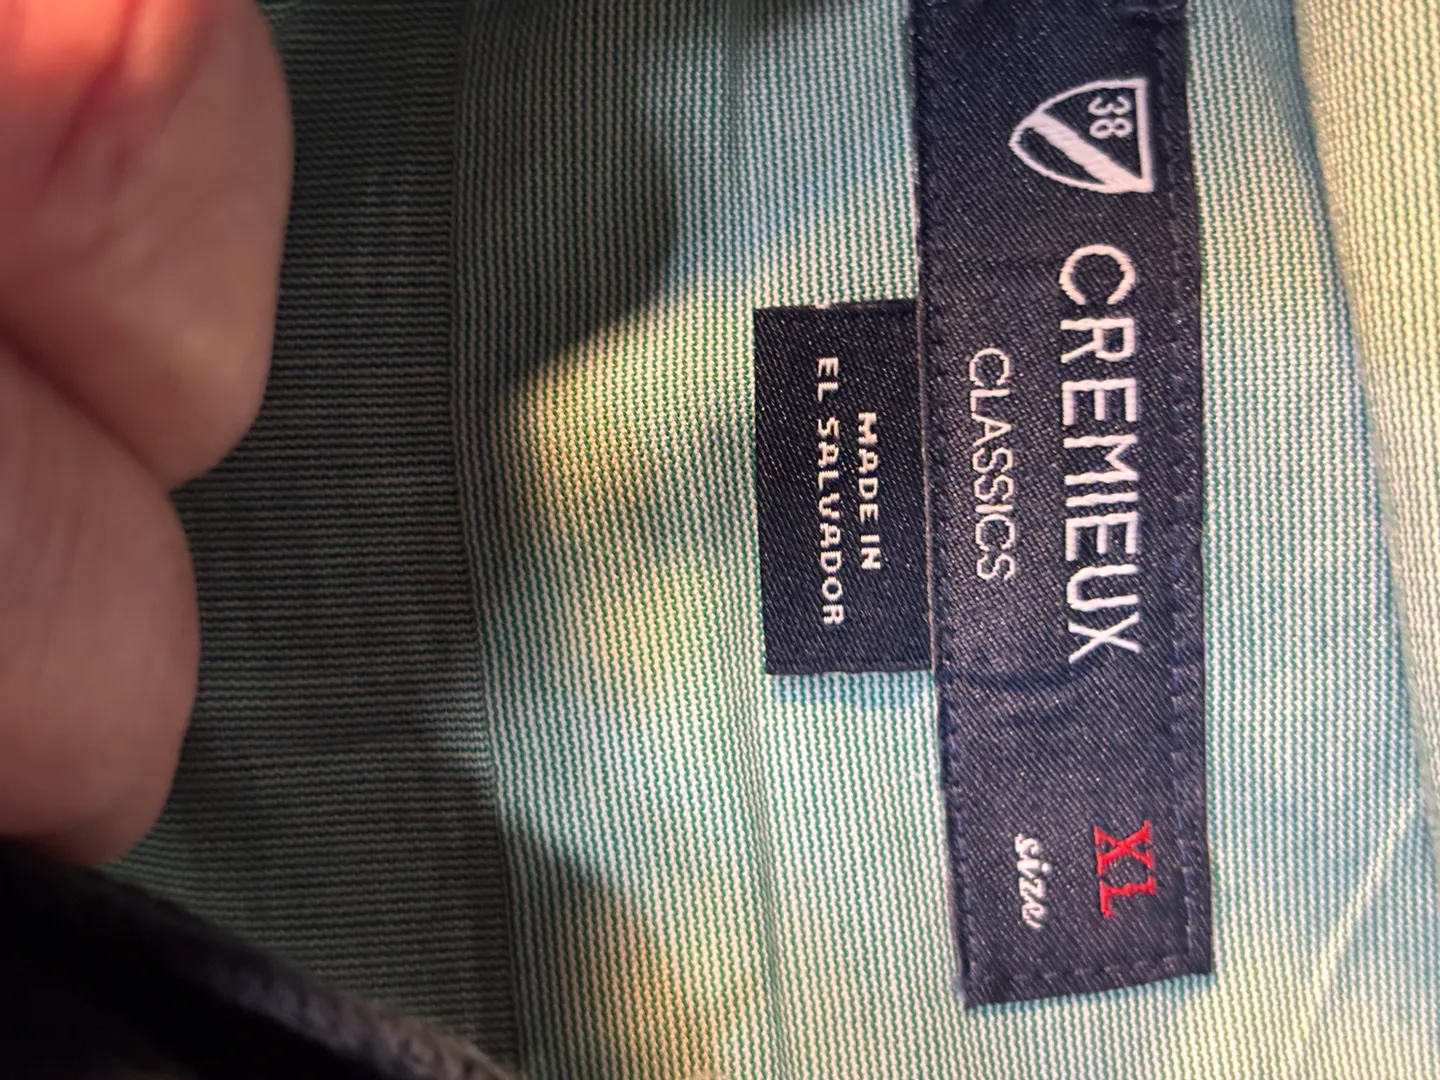 38
CREMIEUX
CLASSICS
XL
size
MADE IN
EL SALVADOR